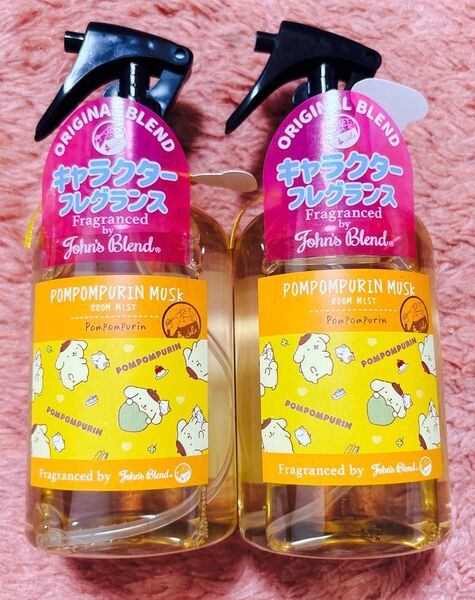 ORIGINAL BLEND
キャラクター
フレグランス
Fragranced
by
John's Blend®
POMPOMPURIN MUSK
ROOM MIST
PomPomPurin
POMPOMPURIN
POMPOMPURIN
Fragranced by John's Blend®
ORIGINAL BLEND
キャラクター
フレグランス
Fragranced
by
John's Blend®
POMPOMPURIN MUSK
ROOM MIST
PomPomPurin
POMPOMPURIN
POMPOMPURIN
Fragranced by John's Blend®